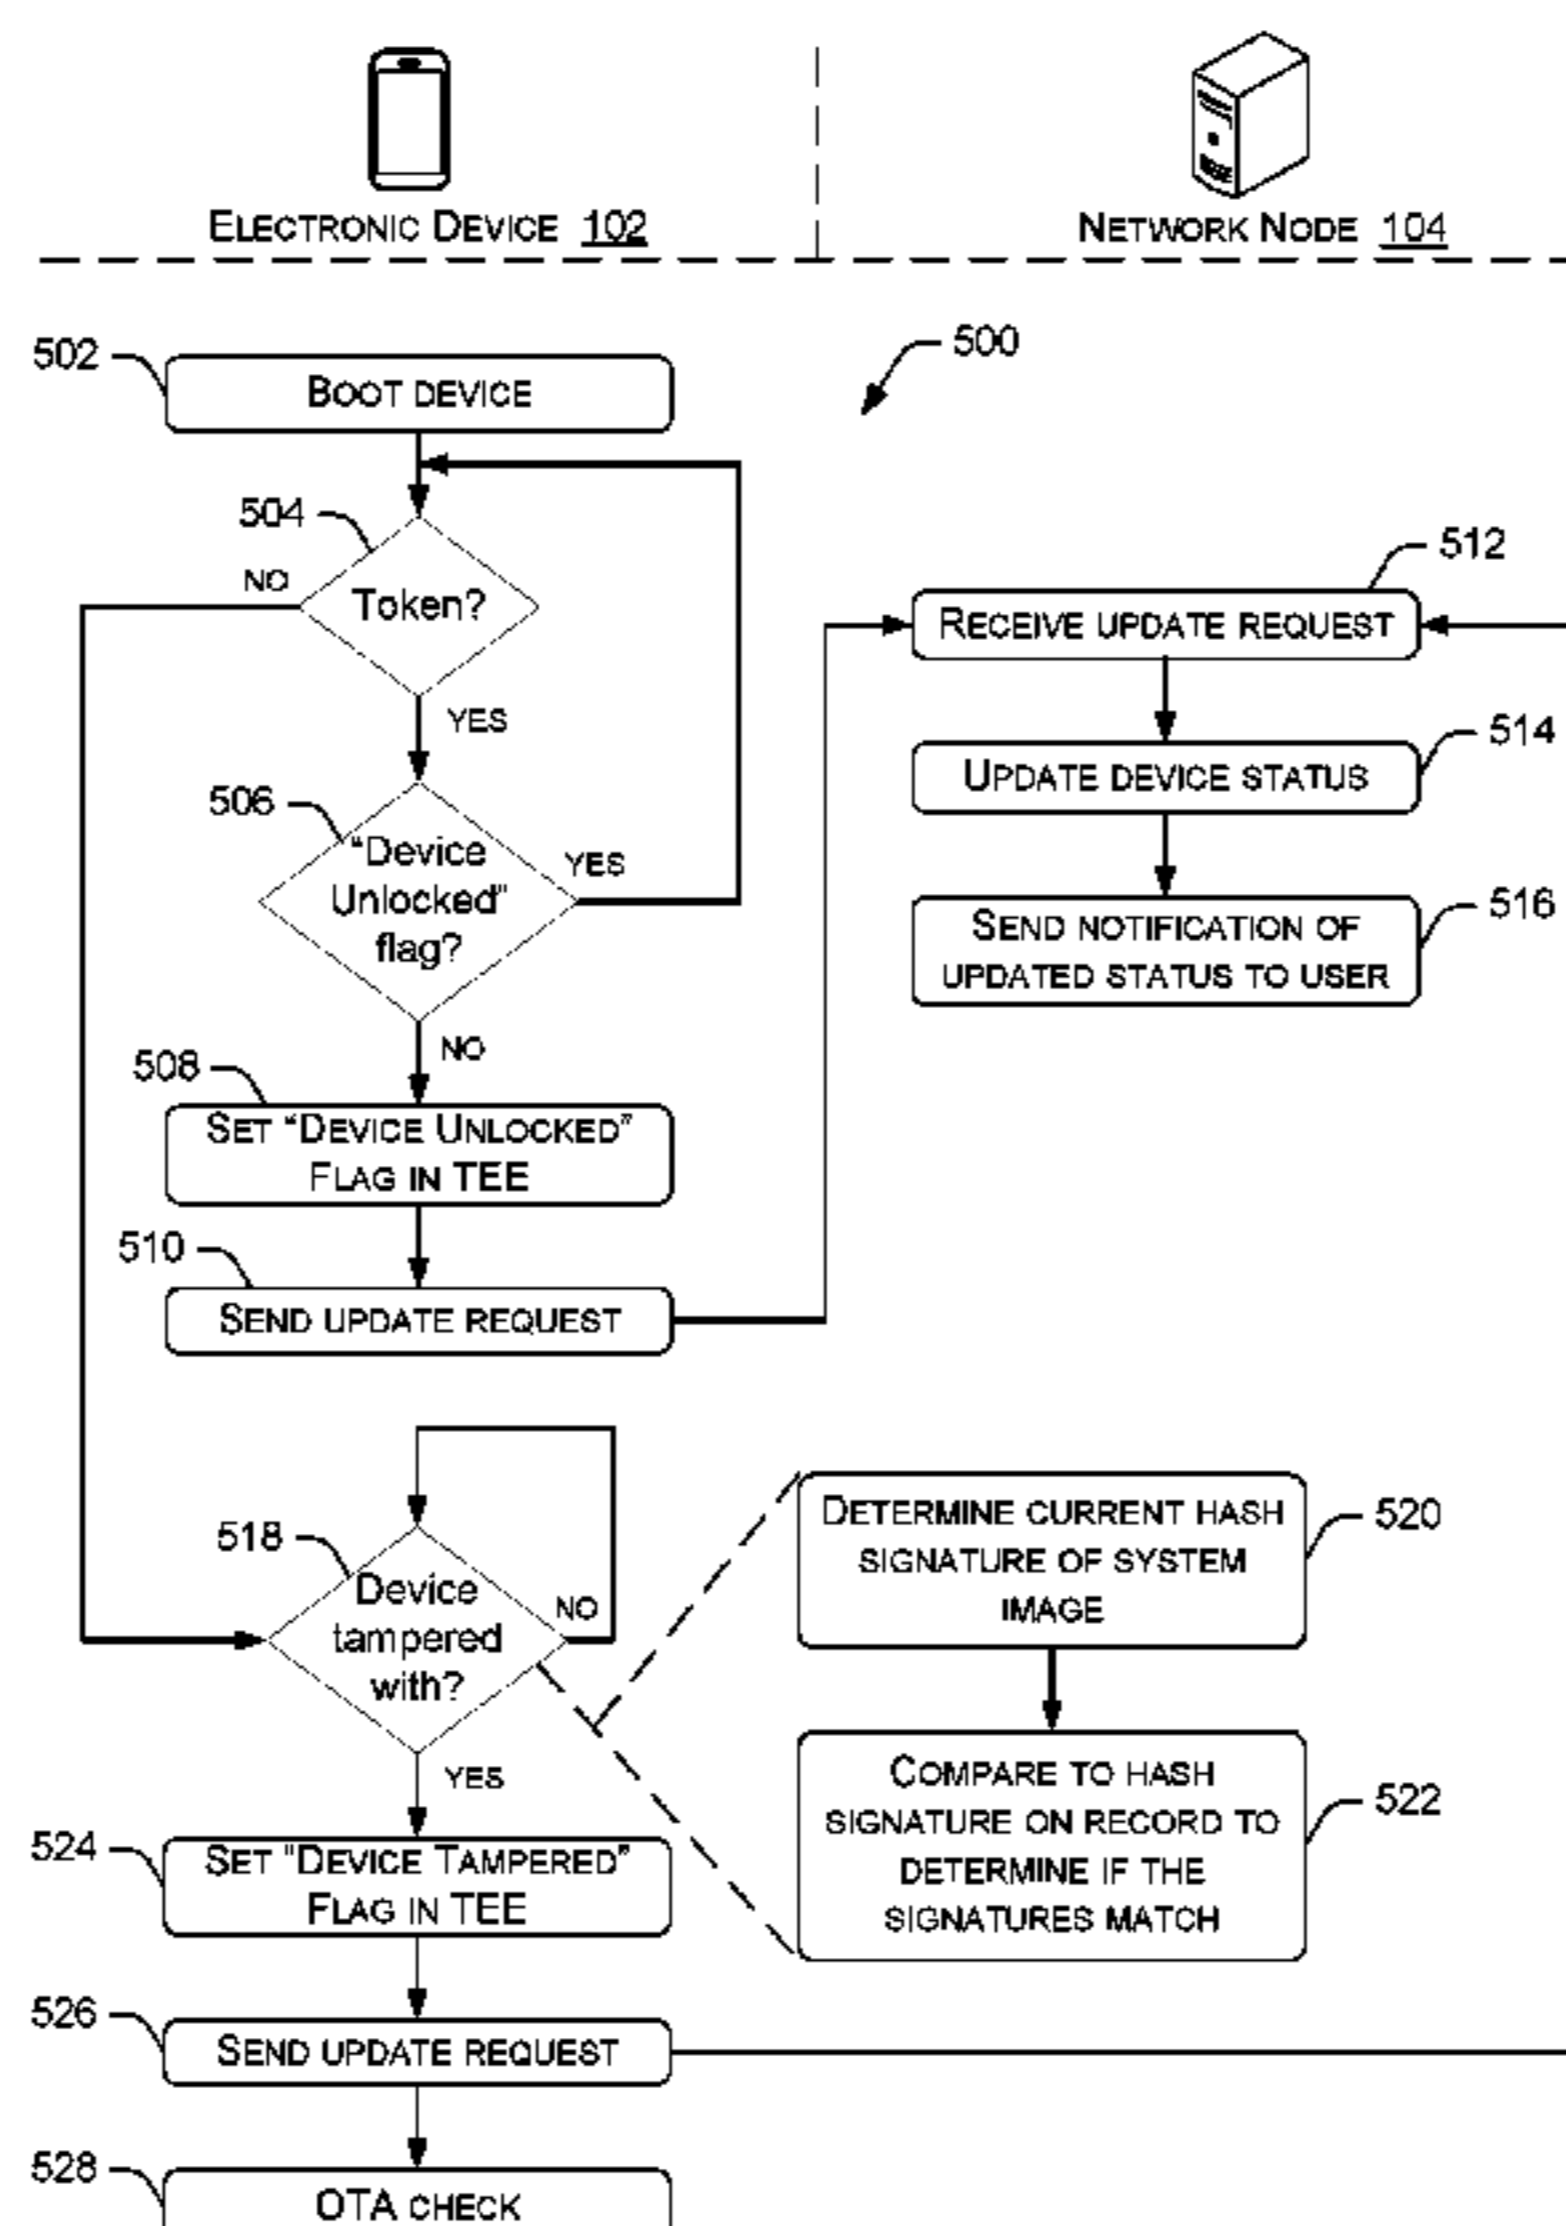 ELECTRONIC DEVICE 102
NETWORK NODE 104
500
502
BOOT DEVICE
504
NO
Token?
YES
506
“Device
Unlocked”
flag?
YES
NO
508
SET “DEVICE UNLOCKED”
FLAG IN TEE
510
SEND UPDATE REQUEST
512
RECEIVE UPDATE REQUEST
514
UPDATE DEVICE STATUS
516
SEND NOTIFICATION OF
UPDATED STATUS TO USER
518
Device
tampered
with?
NO
YES
520
DETERMINE CURRENT HASH
SIGNATURE OF SYSTEM
IMAGE
522
COMPARE TO HASH
SIGNATURE ON RECORD TO
DETERMINE IF THE
SIGNATURES MATCH
524
SET “DEVICE TAMPERED”
FLAG IN TEE
526
SEND UPDATE REQUEST
528
OTA CHECK